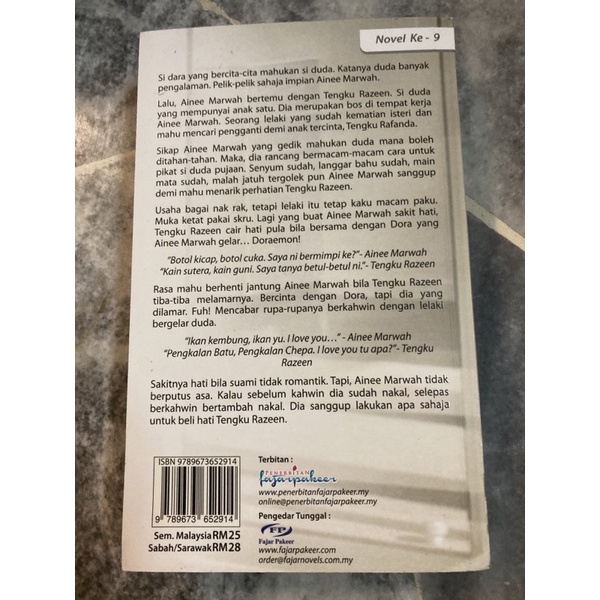 Novel Ke - 9
Si dara yang bercita-cita mahukan si duda. Katanya duda banyak
pengalaman. Pelik-pelik sahaja impian Ainee Marwah.
Lalu, Ainee Marwah bertemu dengan Tengku Razeen. Si duda
yang mempunyai anak satu. Dia merupakan bos di tempat kerja
Ainee Marwah. Seorang lelaki yang sudah kematian isteri dan
mahu mencari pengganti demi anak tercinta, Tengku Rafanda.
Sikap Ainee Marwah yang gedik mahukan duda mana boleh
ditahan-tahan. Maka, dia rancang bermacam-macam cara untuk
pikat si duda pujaan. Senyum sudah, langgar bahu sudah, main
mata sudah, malah jatuh tergolek pun Ainee Marwah sanggup
demi mahu menarik perhatian Tengku Razeen.
Usaha bagai nak rak, tetapi lelaki itu tetap kaku macam paku.
Muka ketat pakai skru. Lagi yang buat Ainee Marwah sakit hati,
Tengku Razeen cair hati pula bila bersama dengan Dora yang
Ainee Marwah gelar... Doraemon!
"Botol kicap, botol cuka. Saya ni bermimpi ke?"- Ainee Marwah
"Kain sutera, kain guni. Saya tanya betul-betul ni."- Tengku Razeen
Rasa mahu berhenti jantung Ainee Marwah bila Tengku Razeen
tiba-tiba melamarnya. Bercinta dengan Dora, tapi dia yang
dilamar. Fuh! Mencabar rupa-rupanya berkahwin dengan lelaki
bergelar duda.
"Ikan kembung, ikan yu. I love you..." - Ainee Marwah
"Pengkalan Batu, Pengkalan Chepa. I love you tu apa?"- Tengku
Razeen
Sakitnya hati bila suami tidak romantik. Tapi, Ainee Marwah tidak
berputus asa. Kalau sebelum kahwin dia sudah nakal, selepas
berkahwin bertambah nakal. Dia sanggup lakukan apa sahaja
untuk beli hati Tengku Razeen.
ISBN 9789673652914
9 789673 652914
Sem. Malaysia RM25
Sabah/Sarawak RM28
Terbitan :
PENERBITAN
fajarpakeer
www.penerbitanfajarpakeer.my
online@penerbitanfajarpakeer.my
Pengedar Tunggal :
FP
Fajar Pakeer
www.fajarpakeer.com
order@fajarnovels.com.my